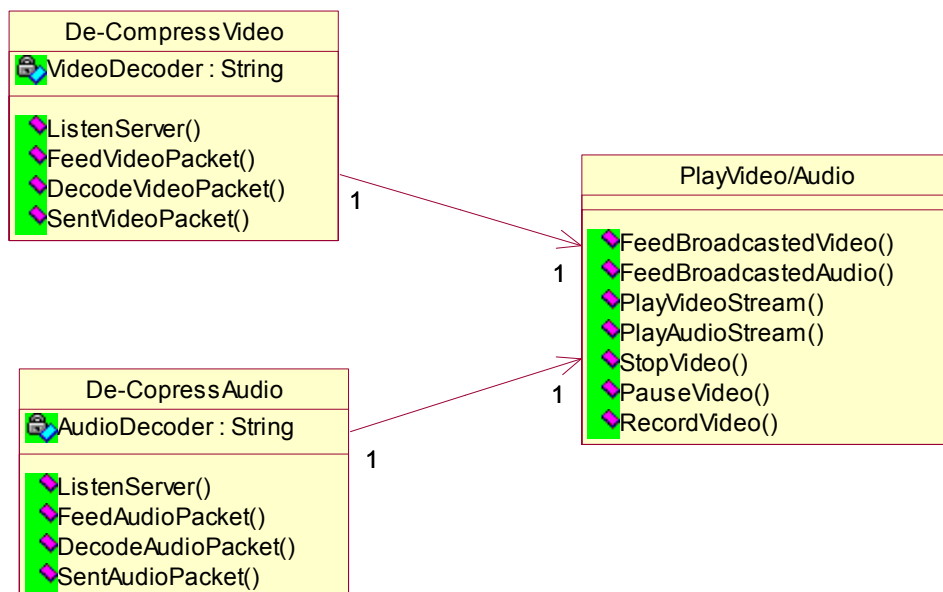 De-CompressVideo
VideoDecoder : String
ListenServer()
FeedVideoPacket()
DecodeVideoPacket()
SentVideoPacket()
1
1
PlayVideo/Audio
FeedBroadcastedVideo()
FeedBroadcastedAudio()
PlayVideoStream()
PlayAudioStream()
StopVideo()
PauseVideo()
RecordVideo()
1
De-CopressAudio
AudioDecoder : String
1
ListenServer()
FeedAudioPacket()
DecodeAudioPacket()
SentAudioPacket()